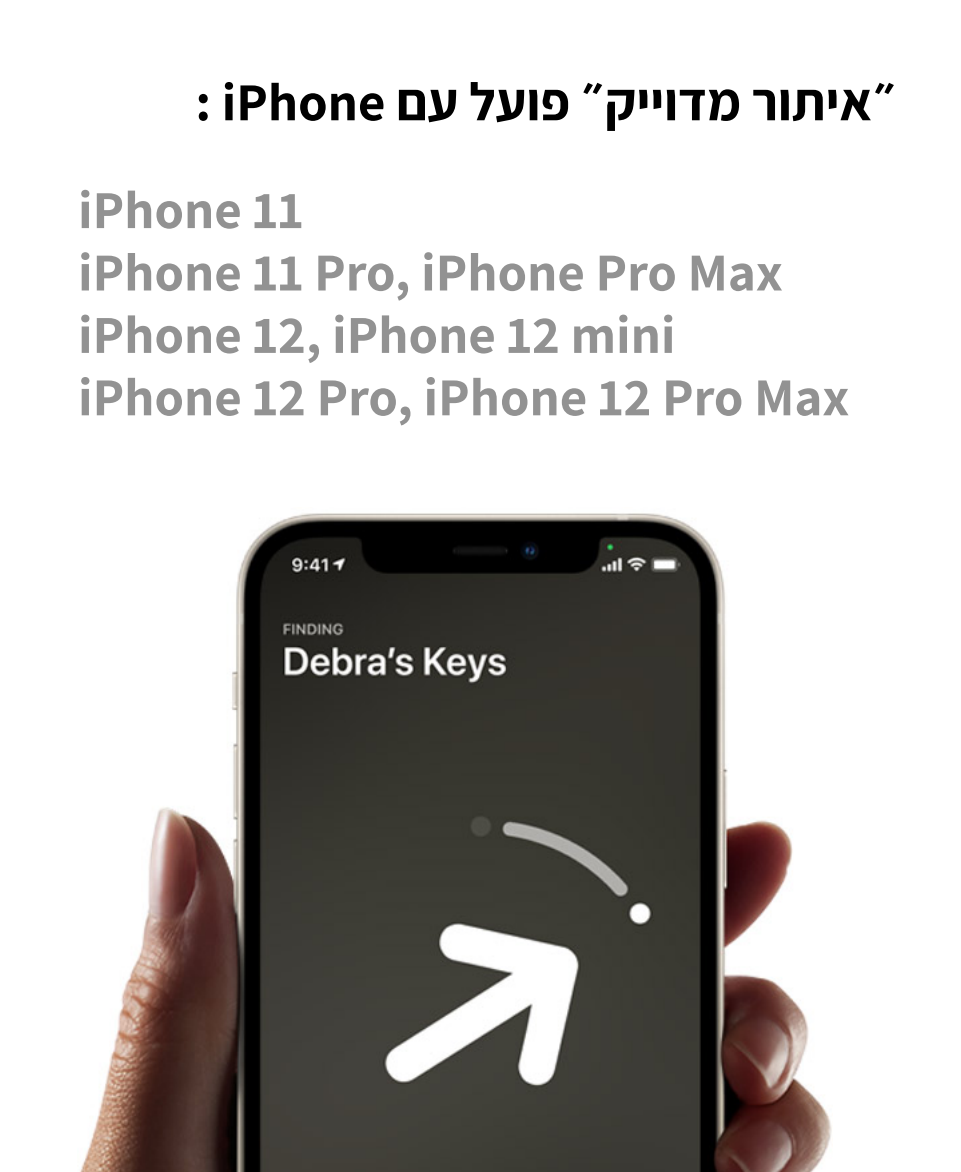 ״איתור מדוייק״ פועל עם iPhone :
iPhone 11
iPhone 11 Pro, iPhone Pro Max
iPhone 12, iPhone 12 mini
iPhone 12 Pro, iPhone 12 Pro Max
9:41
FINDING
Debra's Keys